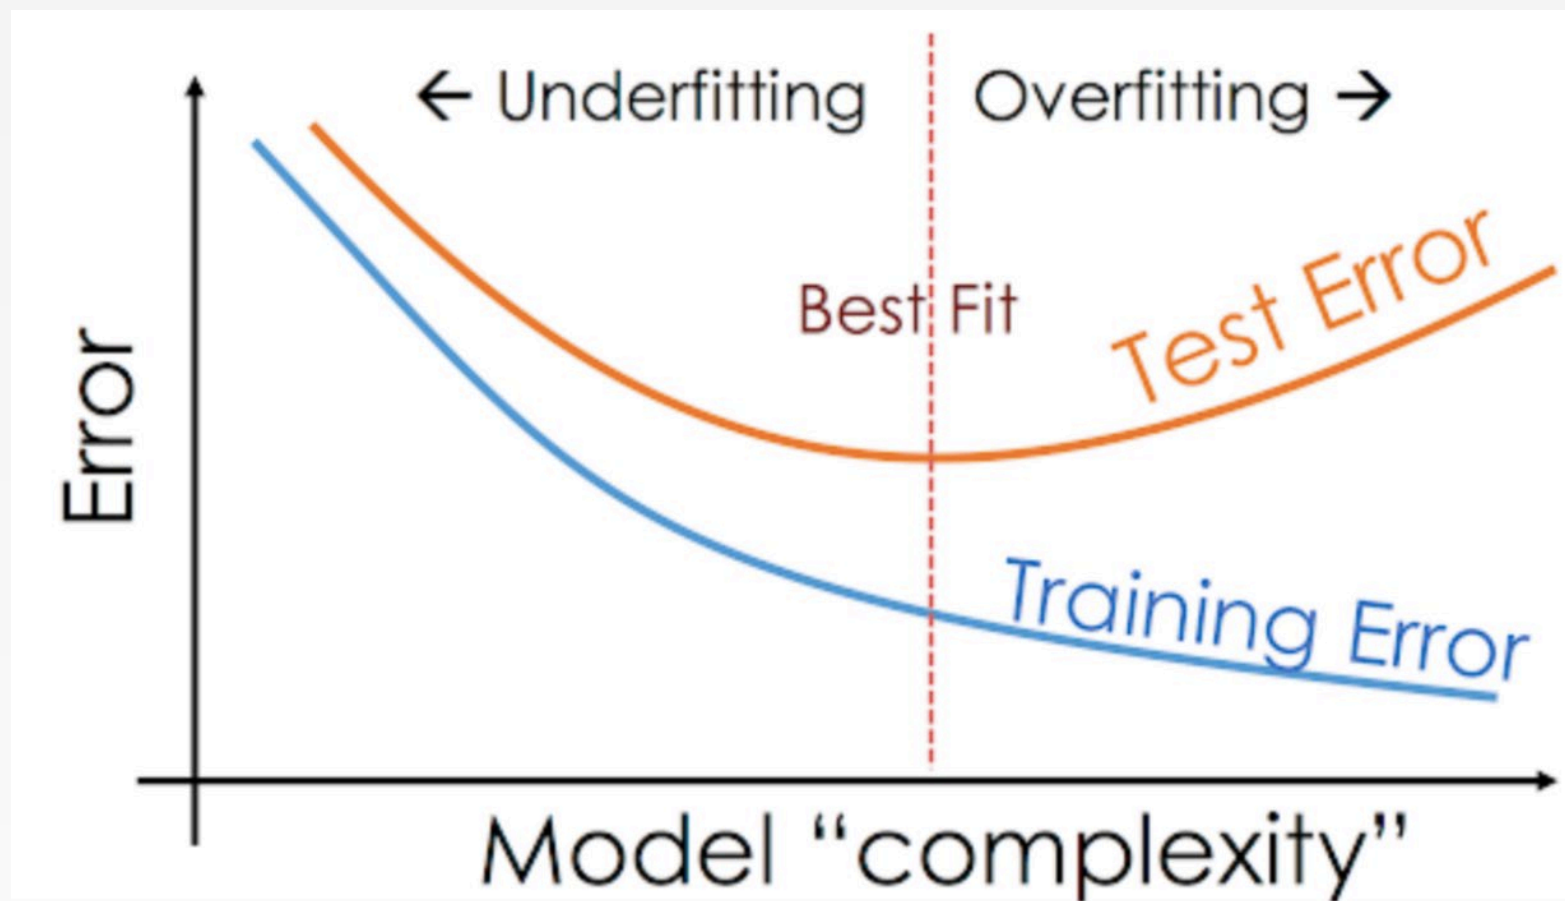 ← Underfitting
Overfitting →
Best Fit
Test Error
Error
Training Error
Model “complexity”